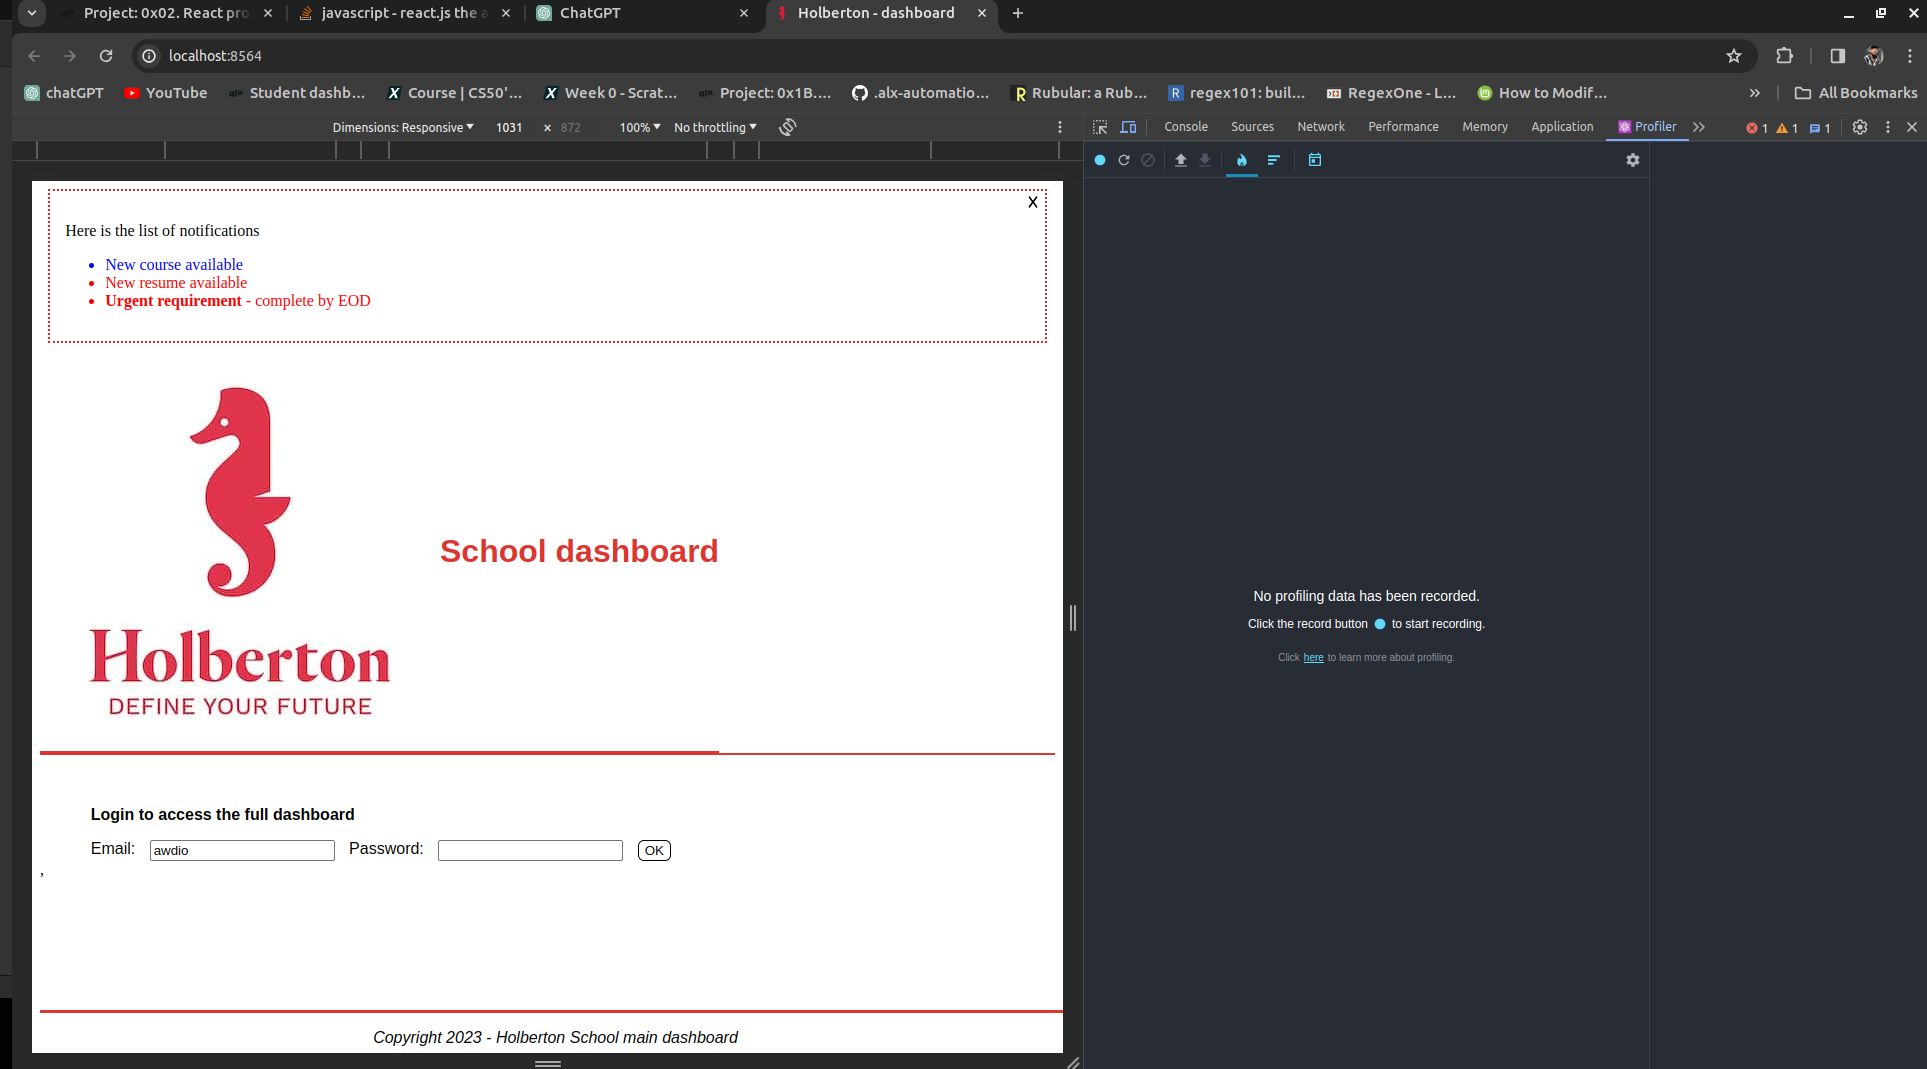 Project: 0x02. React pro
javascript - react.js the a
ChatGPT
Holberton - dashboard
localhost:8564
chatGPT
YouTube
Student dashb...
Course | CS50'...
Week 0 - Scrat...
Project: 0x1B....
.alx-automatio...
Rubular: a Rub...
regex101: buil...
RegexOne - L...
How to Modif...
All Bookmarks
Dimensions: Responsive
1031 × 872
100%
No throttling
Console
Sources
Network
Performance
Memory
Application
Profiler
1
1
1
Here is the list of notifications
New course available
New resume available
Urgent requirement - complete by EOD
School dashboard
Holberton
DEFINE YOUR FUTURE
Login to access the full dashboard
Email: awdio Password: OK
,
Copyright 2023 - Holberton School main dashboard
No profiling data has been recorded.
Click the record button to start recording.
Click here to learn more about profiling.